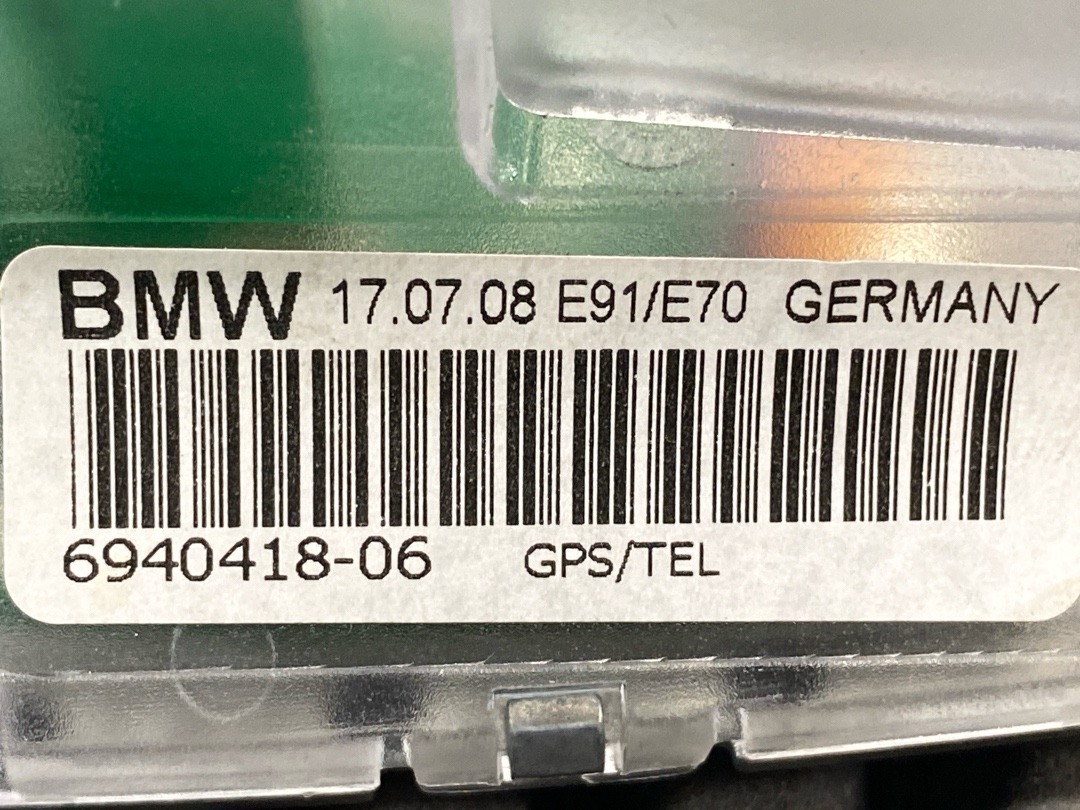 BMW 17.07.08 E91/E70 GERMANY
6940418-06 GPS/TEL